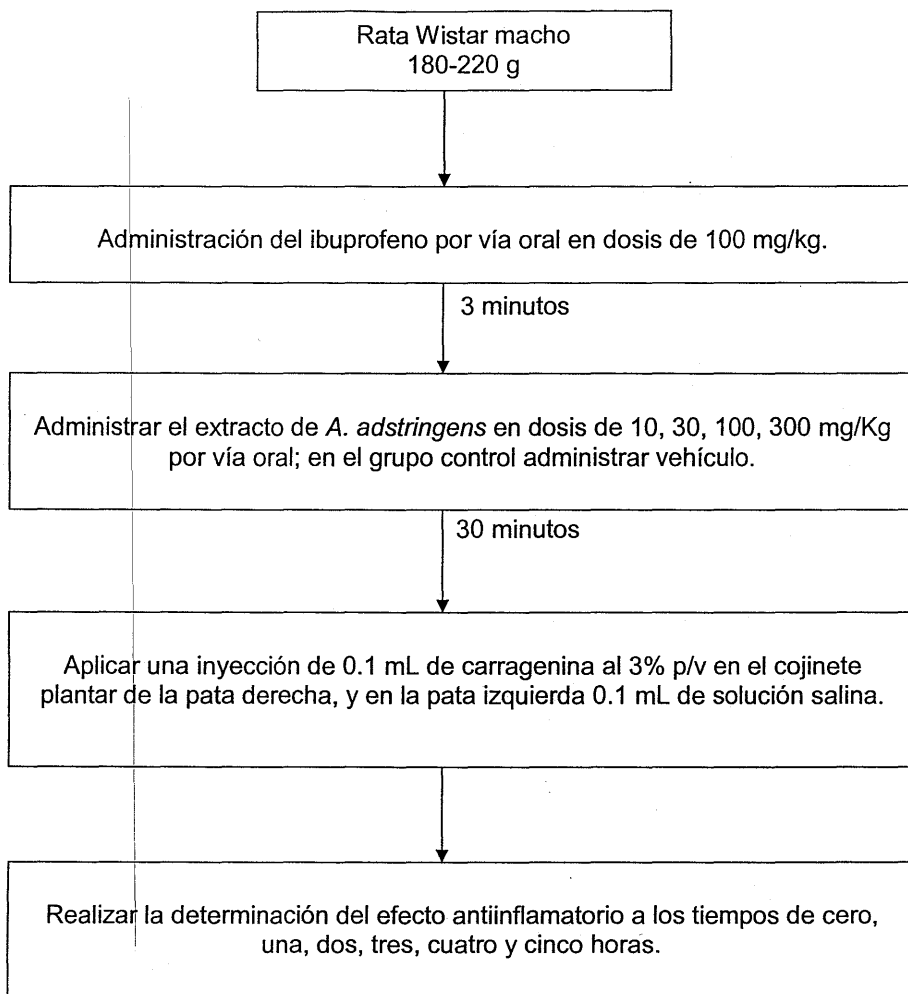 Rata Wistar macho
180-220 g
Administración del ibuprofeno por vía oral en dosis de 100 mg/kg.
3 minutos
Administrar el extracto de A. adstringens en dosis de 10, 30, 100, 300 mg/Kg
por vía oral; en el grupo control administrar vehículo.
30 minutos
Aplicar una inyección de 0.1 mL de carragenina al 3% p/v en el cojinete
plantar de la pata derecha, y en la pata izquierda 0.1 mL de solución salina.
Realizar la determinación del efecto antiinflamatorio a los tiempos de cero,
una, dos, tres, cuatro y cinco horas.